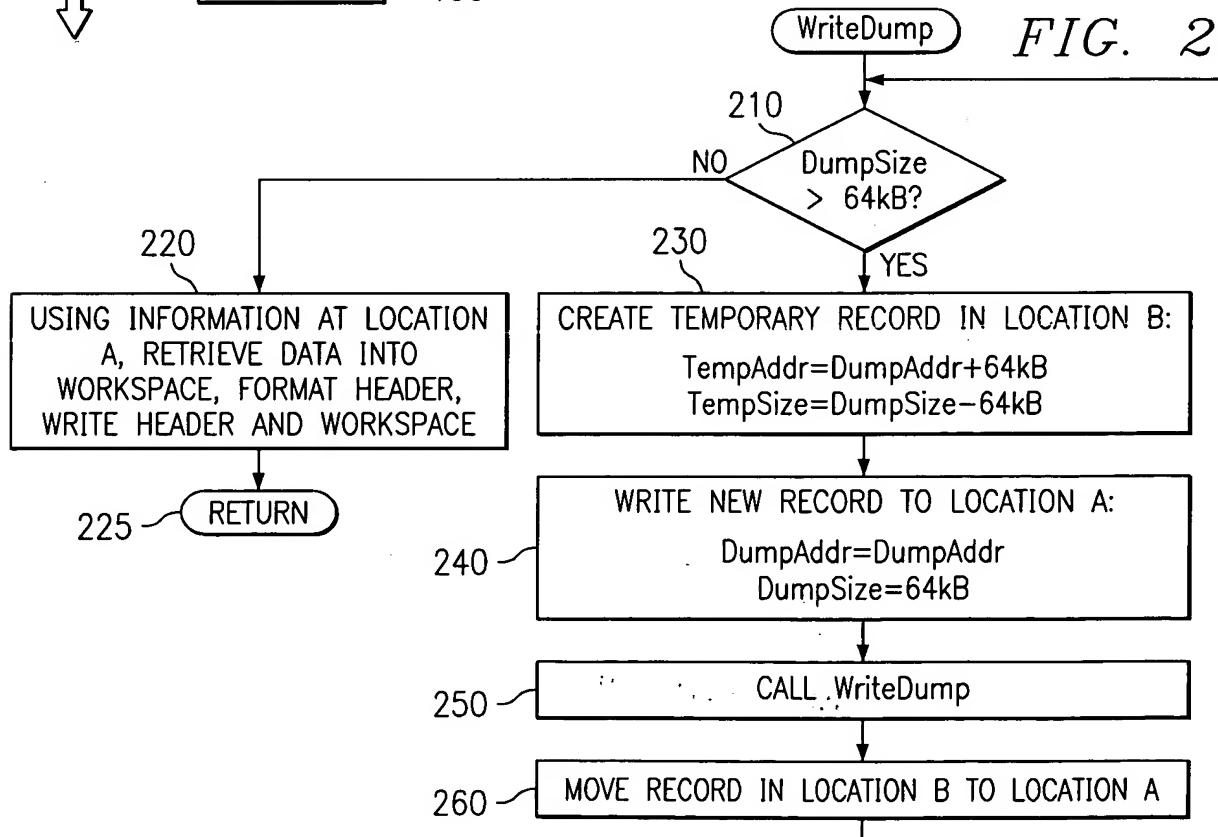 WriteDump
FIG. 2
210
DumpSize
> 64kB?
NO
YES
220
USING INFORMATION AT LOCATION
A, RETRIEVE DATA INTO
WORKSPACE, FORMAT HEADER,
WRITE HEADER AND WORKSPACE
225
RETURN
230
CREATE TEMPORARY RECORD IN LOCATION B:
TempAddr=DumpAddr+64kB
TempSize=DumpSize-64kB
240
WRITE NEW RECORD TO LOCATION A:
DumpAddr=DumpAddr
DumpSize=64kB
250
CALL WriteDump
260
MOVE RECORD IN LOCATION B TO LOCATION A